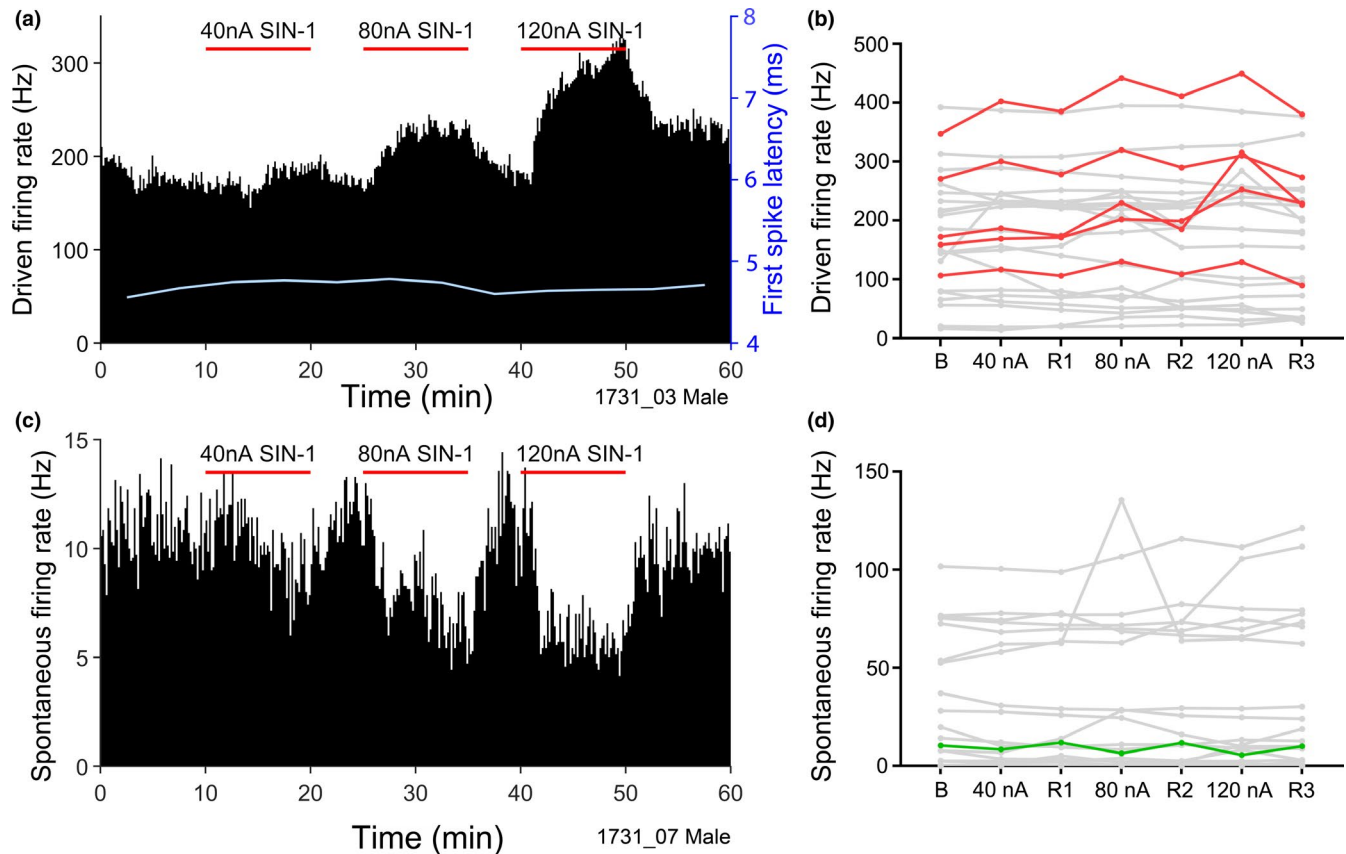 (a)
40nA SIN-1 80nA SIN-1 120nA SIN-1
Driven firing rate (Hz)
0 100 200 300
First spike latency (ms)
4 5 6 7 8
0 10 20 30 40 50 60
Time (min)
1731_03 Male
(b)
Driven firing rate (Hz)
0 100 200 300 400 500
B 40 nA R1 80 nA R2 120 nA R3
(c)
40nA SIN-1 80nA SIN-1 120nA SIN-1
Spontaneous firing rate (Hz)
0 5 10 15
0 10 20 30 40 50 60
Time (min)
1731_07 Male
(d)
Spontaneous firing rate (Hz)
0 50 100 150
B 40 nA R1 80 nA R2 120 nA R3